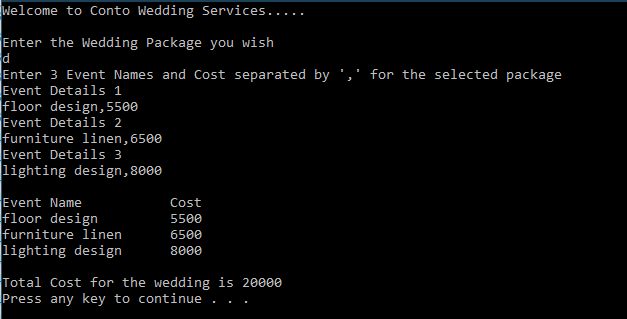 Welcome to Conto Wedding Services.....
Enter the Wedding Package you wish
d
Enter 3 Event Names and Cost separated by ',' for the selected package
Event Details 1
floor design,5500
Event Details 2
furniture linen,6500
Event Details 3
lighting design,8000
Event Name           Cost
floor design         5500
furniture linen      6500
lighting design      8000
Total Cost for the wedding is 20000
Press any key to continue . . .